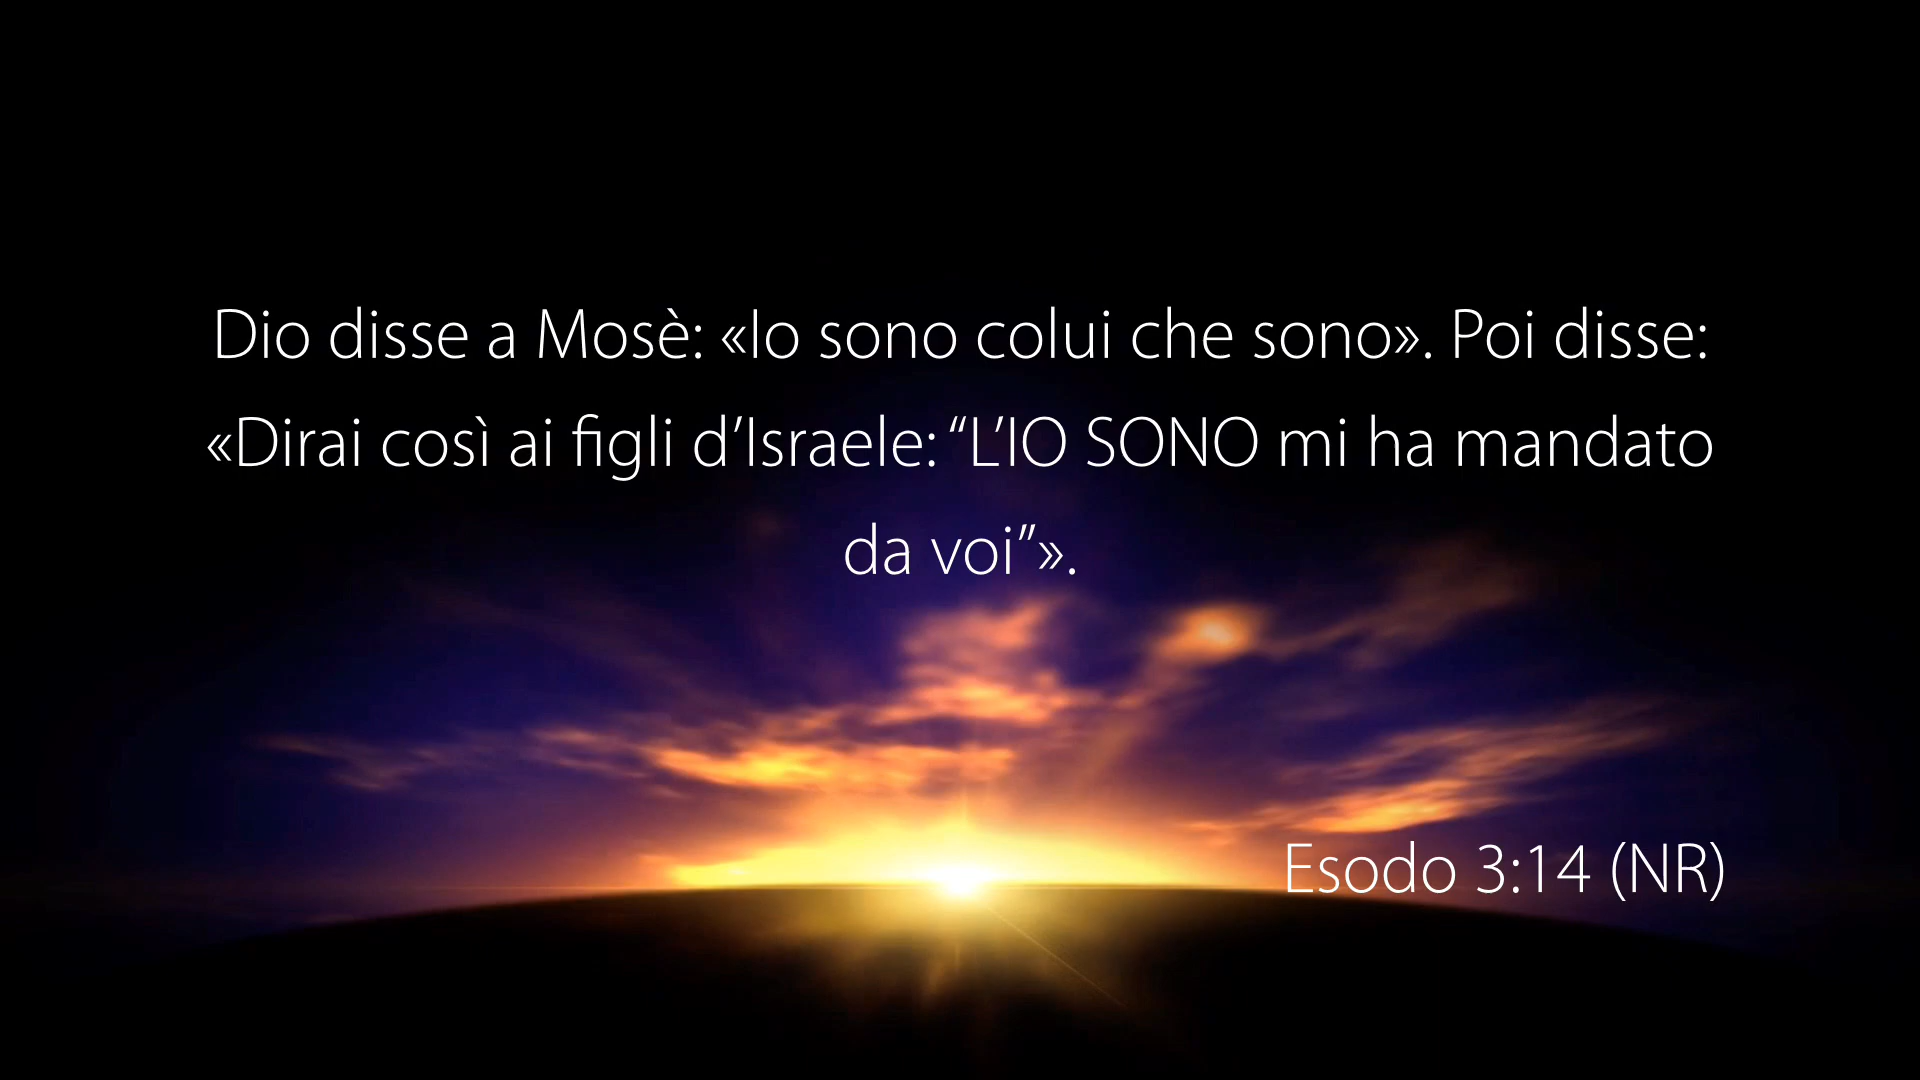 Dio disse a Mosè: «Io sono colui che sono». Poi disse:
«Dirai così ai figli d’Israele: “L’IO SONO mi ha mandato
da voi”».
Esodo 3:14 (NR)